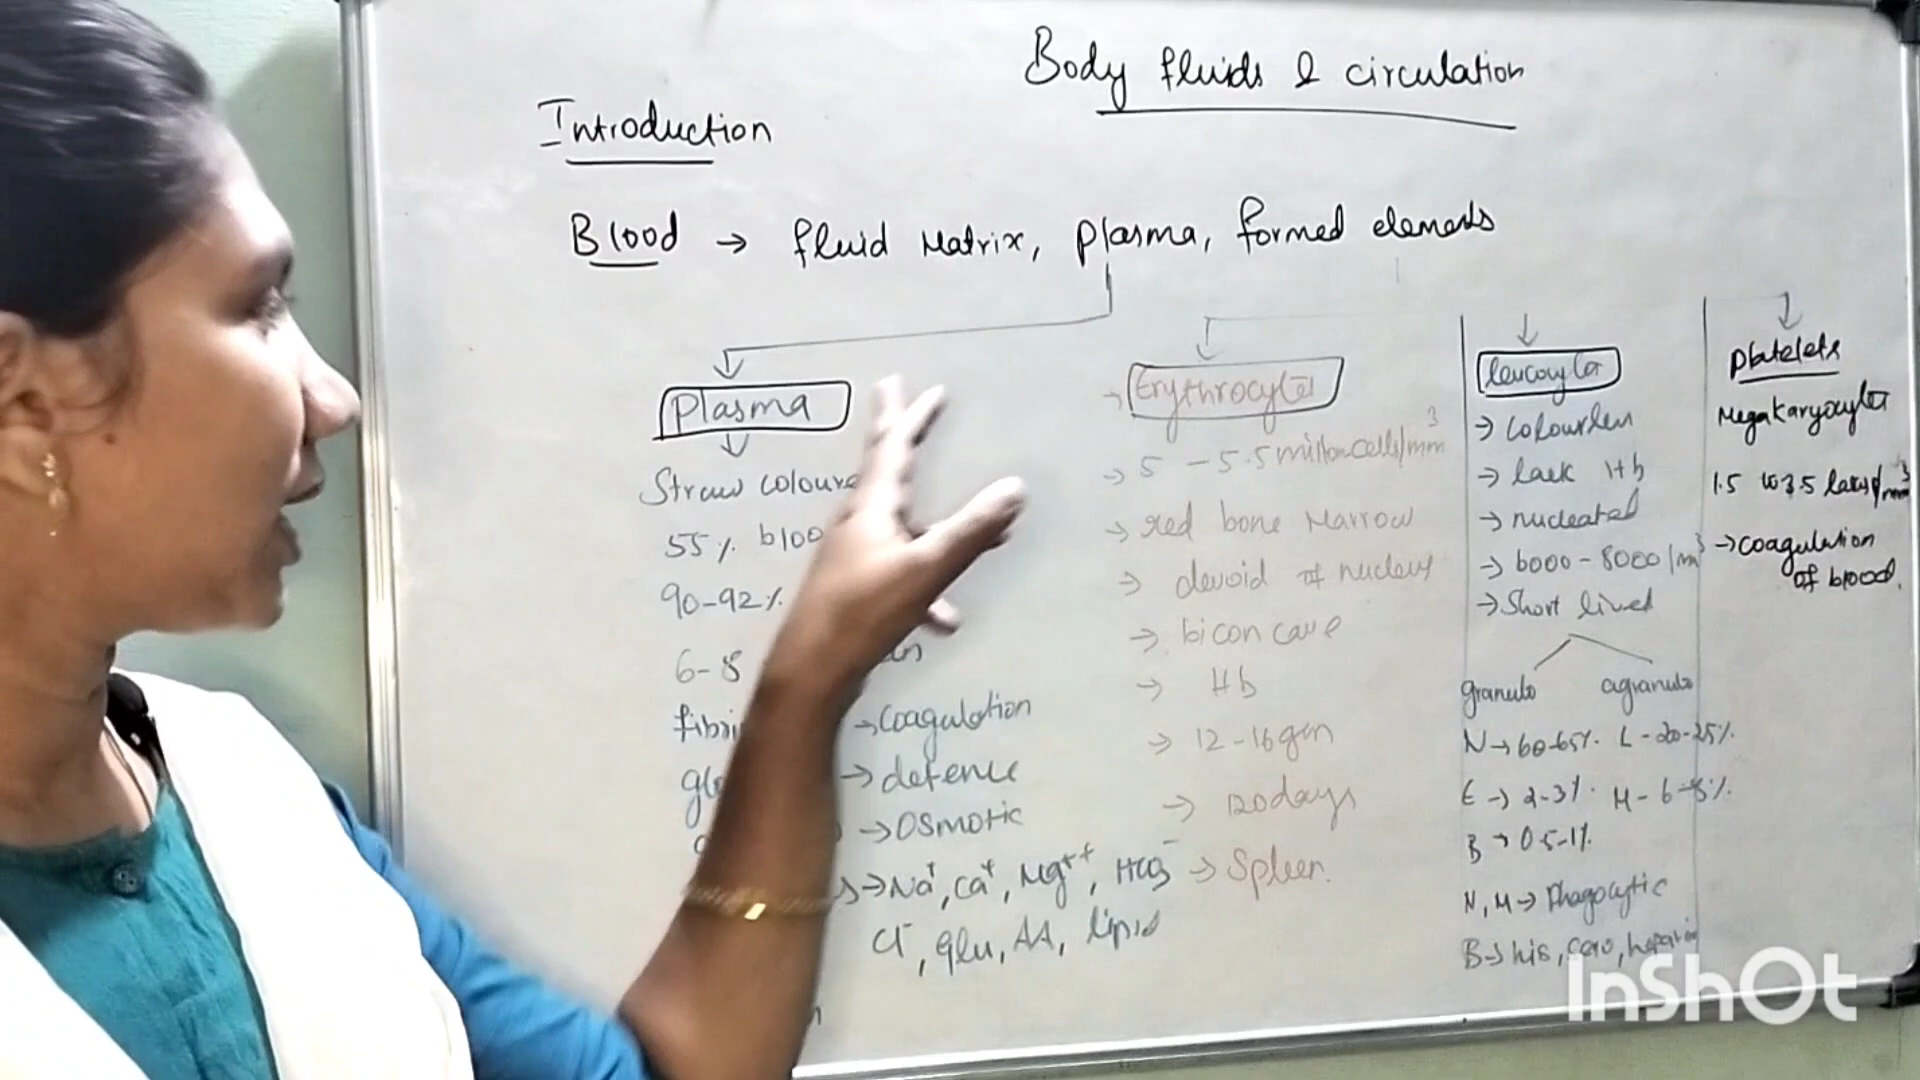 Body fluids & circulation
Introduction
Blood → fluid Matrix, plasma, formed elements
Plasma
Straw coloure
55% bloo
90-92%
6-8
fibri
→ Coagulation
→ defence
→ Osmotic
→ Na+, Ca+, Mg++, HCO3-
Cl-, glu, AA, lipid
→ Erythrocytes
→ 5 - 5.5 million cells/mm3
→ red bone Marrow
→ devoid of nucleus
→ biconcave
→ Hb
→ 12-16 gm
→ 120 days
→ Spleen.
leucocytes
→ Colourless
→ lack Hb
→ nucleated
→ 6000-8000/mm3
→ Short lived
granulo agranulo
N → 60-65%. L - 20-25%.
E → 2-3%. M - 6-8%.
B → 0.5-1%.
N, M → Phagocytic
B → his, sero, heparin
Platelets
Megakaryocytes
1.5 to 3.5 lakhs/mm3
→ Coagulation
of blood.
InShOt